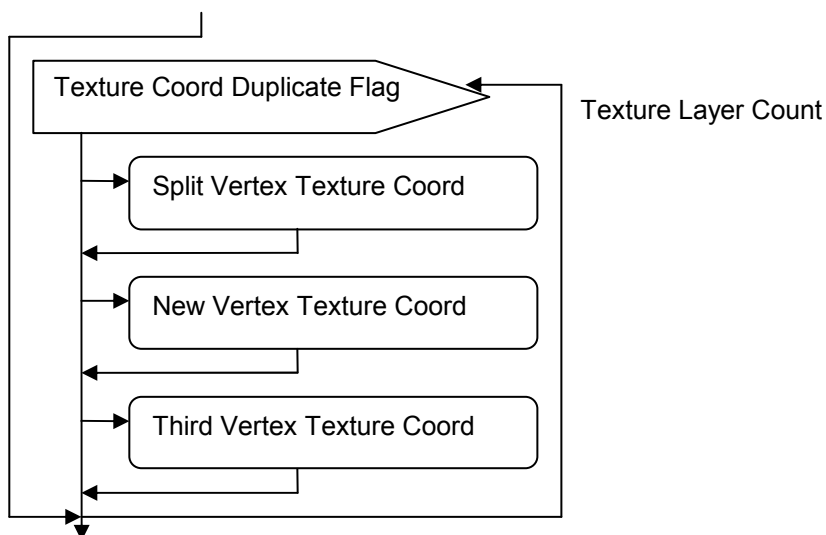 Texture Coord Duplicate Flag
Texture Layer Count
Split Vertex Texture Coord
New Vertex Texture Coord
Third Vertex Texture Coord